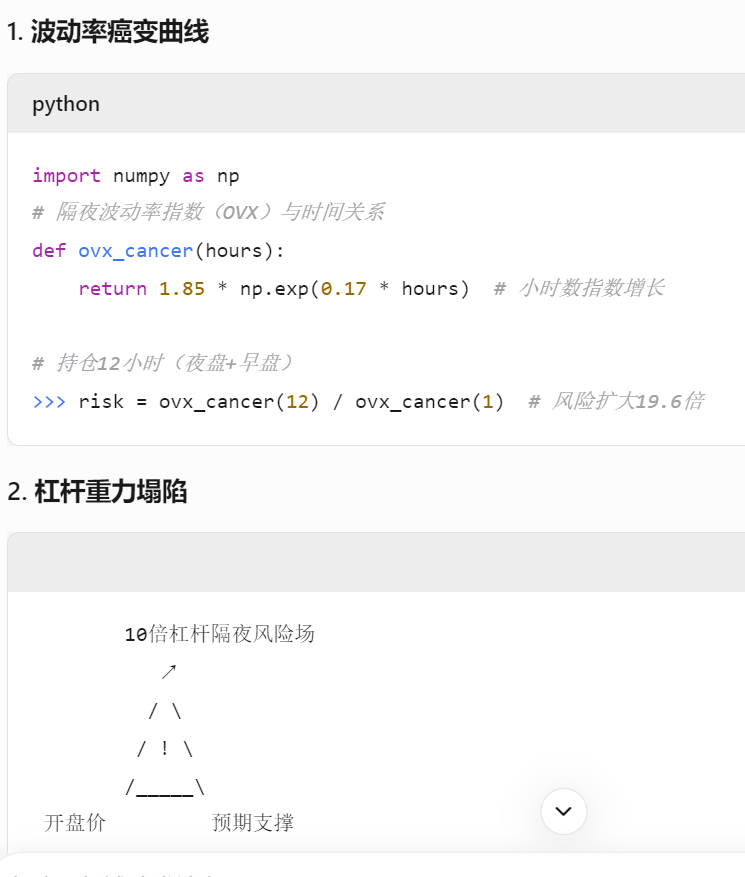 1. 波动率癌变曲线
python
import numpy as np
# 隔夜波动率指数（OVX）与时间关系
def ovx_cancer(hours):
    return 1.85 * np.exp(0.17 * hours)  # 小时数指数增长
# 持仓12小时（夜盘+早盘）
>>> risk = ovx_cancer(12) / ovx_cancer(1)  # 风险扩大19.6倍
2. 杠杆重力塌陷
10倍杠杆隔夜风险场
↗
/ \
/ ! \
/_____\
开盘价          预期支撑